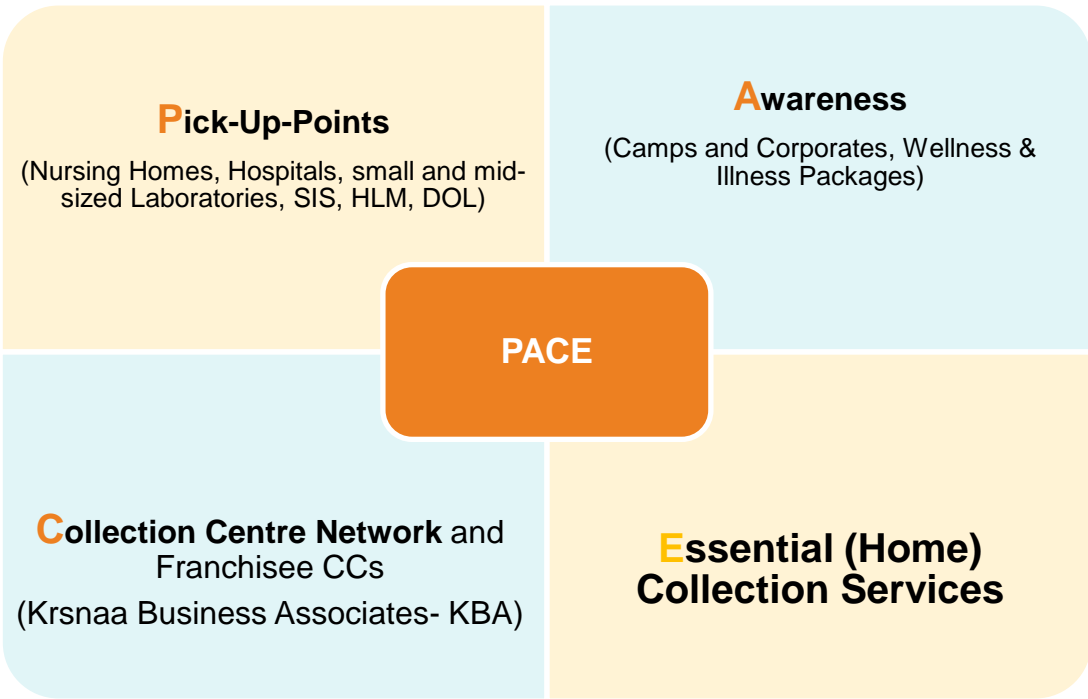 Pick-Up-Points
(Nursing Homes, Hospitals, small and mid-
sized Laboratories, SIS, HLM, DOL)
Awareness
(Camps and Corporates, Wellness &
Illness Packages)
PACE
Collection Centre Network and
Franchisee CCs
(Krsnaa Business Associates- KBA)
Essential (Home)
Collection Services